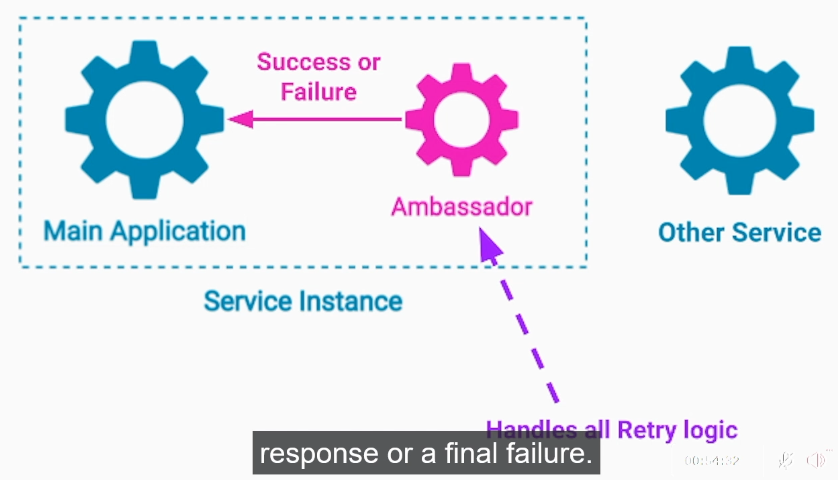 Success or
Failure
Ambassador
Main Application
Other Service
Service Instance
Handles all Retry logic
response or a final failure.
00:54:32